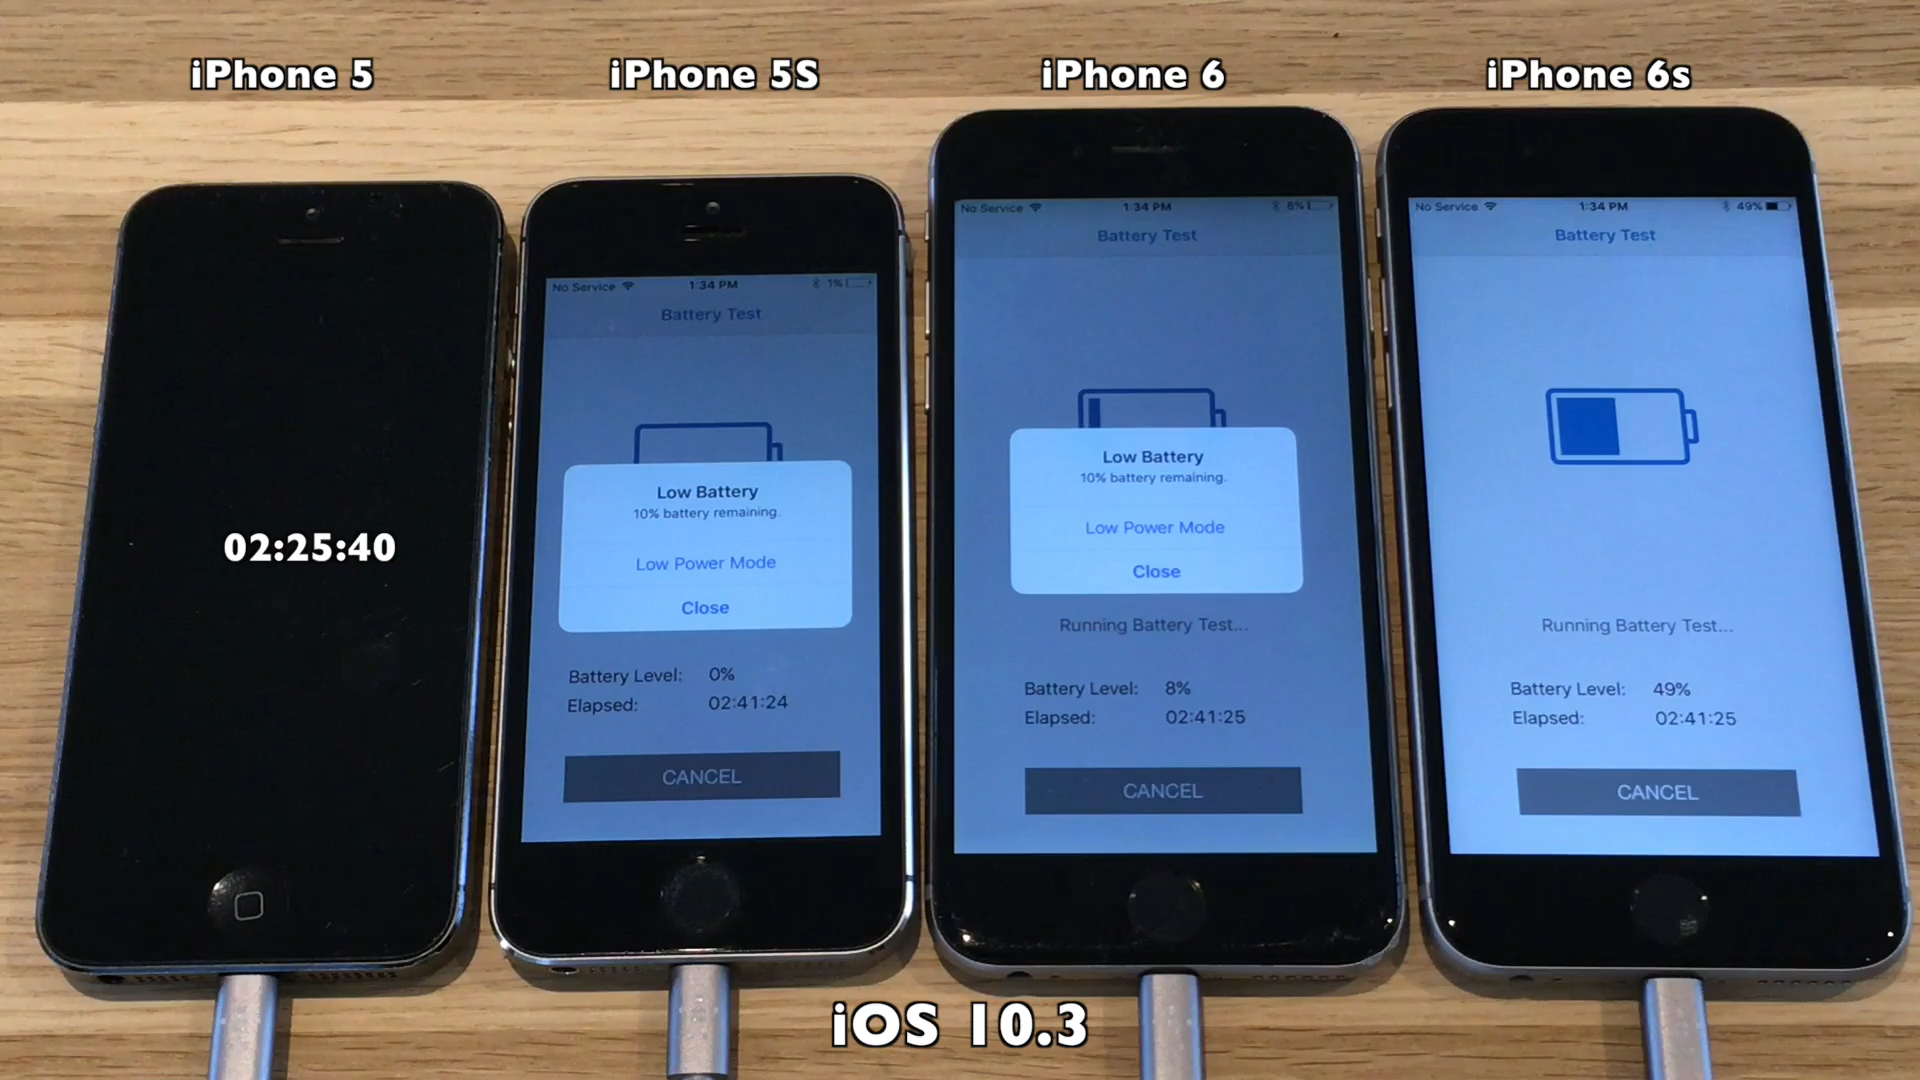 iPhone 5
iPhone 5S
iPhone 6
iPhone 6s
02:25:40
No Service 1:34 PM 1%
Battery Test
Low Battery
10% battery remaining.
Low Power Mode
Close
Battery Level: 0%
Elapsed: 02:41:24
CANCEL
No Service 1:34 PM 8%
Battery Test
Low Battery
10% battery remaining.
Low Power Mode
Close
Running Battery Test...
Battery Level: 8%
Elapsed: 02:41:25
CANCEL
No Service 1:34 PM 49%
Battery Test
Running Battery Test...
Battery Level: 49%
Elapsed: 02:41:25
CANCEL
iOS 10.3